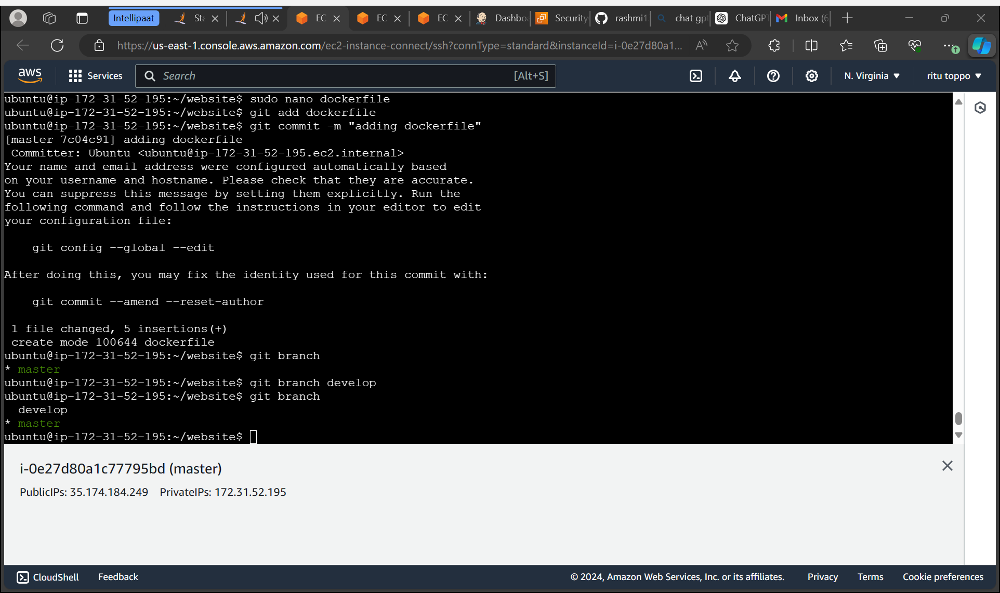 Intellipaat
EC
EC
EC
Security
rashmi1
chat gpt
Inbox (6
https://us-east-1.console.aws.amazon.com/ec2-instance-connect/ssh?connType=standard&instanceId=i-0e27d80a1...
aws
Services
Search
[Alt+S]
N. Virginia
ritu toppo
ubuntu@ip-172-31-52-195:~/website$ sudo nano dockerfile
ubuntu@ip-172-31-52-195:~/website$ git add dockerfile
ubuntu@ip-172-31-52-195:~/website$ git commit -m "adding dockerfile"
[master 7c04c91] adding dockerfile
Committer: Ubuntu <ubuntu@ip-172-31-52-195.ec2.internal>
Your name and email address were configured automatically based
on your username and hostname. Please check that they are accurate.
You can suppress this message by setting them explicitly. Run the
following command and follow the instructions in your editor to edit
your configuration file:
git config --global --edit
After doing this, you may fix the identity used for this commit with:
git commit --amend --reset-author
1 file changed, 5 insertions(+)
create mode 100644 dockerfile
ubuntu@ip-172-31-52-195:~/website$ git branch
* master
ubuntu@ip-172-31-52-195:~/website$ git branch develop
ubuntu@ip-172-31-52-195:~/website$ git branch
develop
* master
ubuntu@ip-172-31-52-195:~/website$
i-0e27d80a1c77795bd (master)
PublicIPs: 35.174.184.249 PrivateIPs: 172.31.52.195
CloudShell
Feedback
© 2024, Amazon Web Services, Inc. or its affiliates.
Privacy
Terms
Cookie preferences